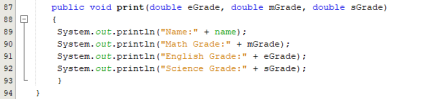 87 public void print(double eGrade, double mGrade, double sGrade)
88 {
89 System.out.println("Name:" + name);
90 System.out.println("Math Grade:" + mGrade);
91 System.out.println("English Grade:" + eGrade);
92 System.out.println("Science Grade:" + sGrade);
93 }
94 }